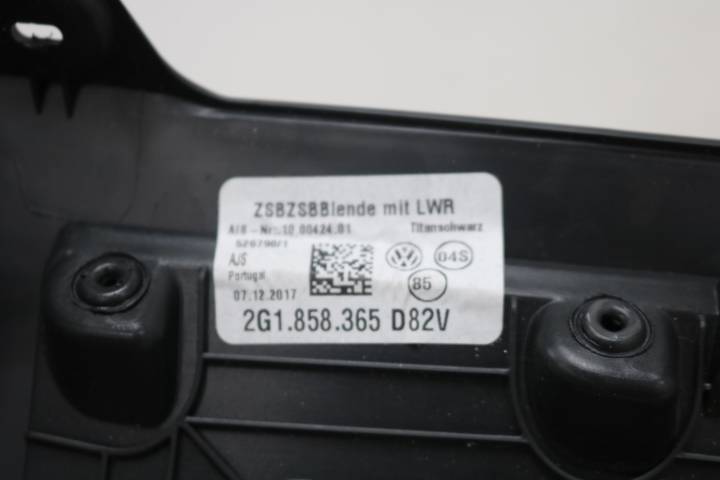 ZSBZSBBlende mit LWR
Titanschwarz
AJS
04S
Portugal
85
07.12.2017
2G1.858.365 D82V